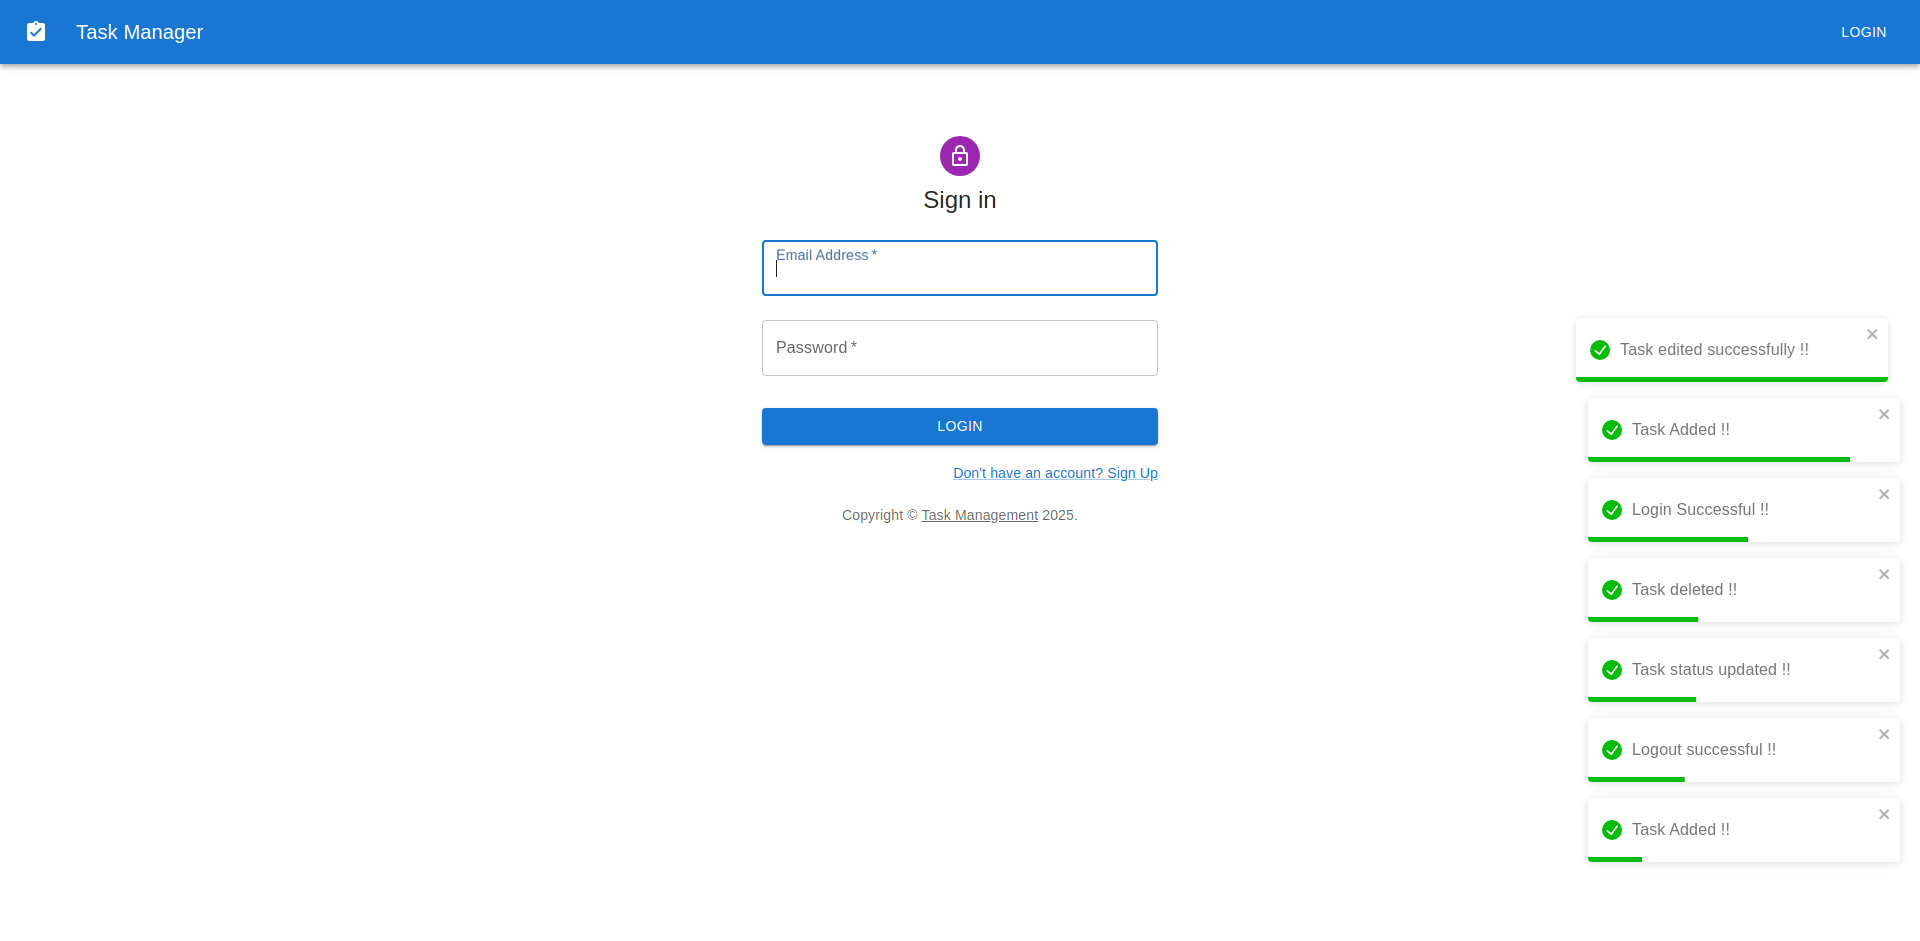 Task Manager
LOGIN
Sign in
Email Address *
Password *
LOGIN
Don't have an account? Sign Up
Copyright © Task Management 2025.
Task edited successfully !!
Task Added !!
Login Successful !!
Task deleted !!
Task status updated !!
Logout successful !!
Task Added !!